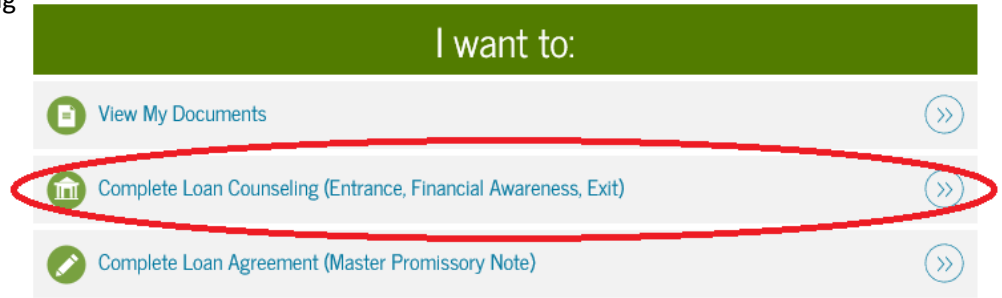 I want to:
View My Documents
Complete Loan Counseling (Entrance, Financial Awareness, Exit)
Complete Loan Agreement (Master Promissory Note)